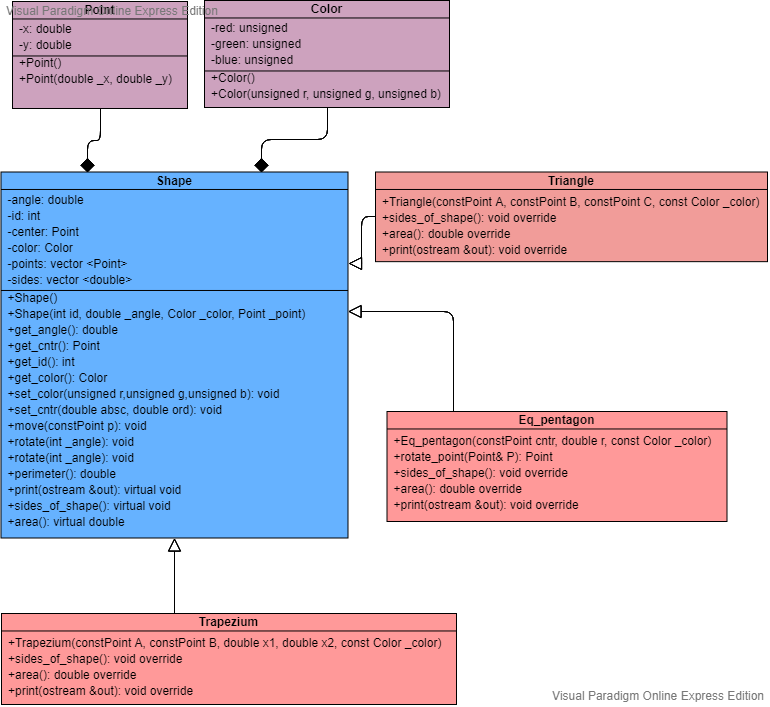 Visual Paradigm Online Express Edition
Point
-x: double
-y: double
+Point()
+Point(double _x, double _y)
Color
-red: unsigned
-green: unsigned
-blue: unsigned
+Color()
+Color(unsigned r, unsigned g, unsigned b)
Shape
-angle: double
-id: int
-center: Point
-color: Color
-points: vector <Point>
-sides: vector <double>
+Shape()
+Shape(int id, double _angle, Color _color, Point _point)
+get_angle(): double
+get_cntr(): Point
+get_id(): int
+get_color(): Color
+set_color(unsigned r,unsigned g,unsigned b): void
+set_cntr(double absc, double ord): void
+move(constPoint p): void
+rotate(int _angle): void
+rotate(int _angle): void
+perimeter(): double
+print(ostream &out): virtual void
+sides_of_shape(): virtual void
+area(): virtual double
Triangle
+Triangle(constPoint A, constPoint B, constPoint C, const Color _color)
+sides_of_shape(): void override
+area(): double override
+print(ostream &out): void override
Eq_pentagon
+Eq_pentagon(constPoint cntr, double r, const Color _color)
+rotate_point(Point& P): Point
+sides_of_shape(): void override
+area(): double override
+print(ostream &out): void override
Trapezium
+Trapezium(constPoint A, constPoint B, double x1, double x2, const Color _color)
+sides_of_shape(): void override
+area(): double override
+print(ostream &out): void override
Visual Paradigm Online Express Edition